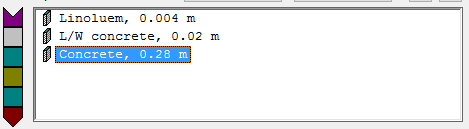 Linoluem, 0.004 m
L/W concrete, 0.02 m
Concrete, 0.28 m